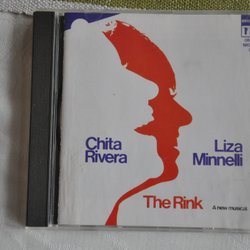 Chita
Rivera
Liza
Minnelli
The Rink
A new musical.